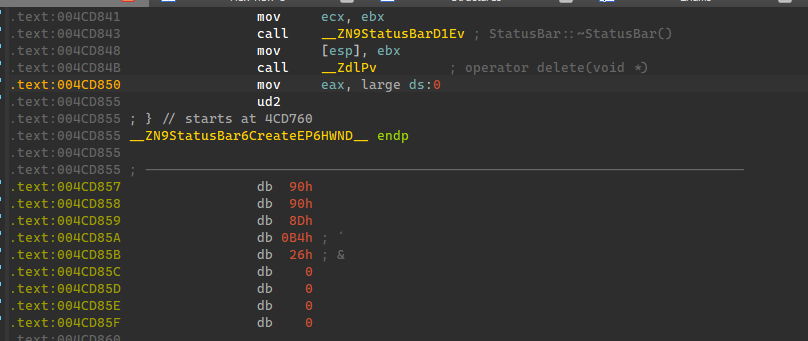 .text:004CD841                 mov     ecx, ebx
.text:004CD843                 call    __ZN9StatusBarD1Ev ; StatusBar::~StatusBar()
.text:004CD848                 mov     [esp], ebx
.text:004CD84B                 call    __ZdlPv         ; operator delete(void *)
.text:004CD850                 mov     eax, large ds:0
.text:004CD855                 ud2
.text:004CD855 ; } // starts at 4CD760
.text:004CD855 __ZN9StatusBar6CreateEP6HWND__ endp
.text:004CD855
.text:004CD855 ; ---------------------------------------------------------------------------
.text:004CD857                 db  90h
.text:004CD858                 db  90h
.text:004CD859                 db  8Dh
.text:004CD85A                 db 0B4h ; ´
.text:004CD85B                 db  26h ; &
.text:004CD85C                 db    0
.text:004CD85D                 db    0
.text:004CD85E                 db    0
.text:004CD85F                 db    0